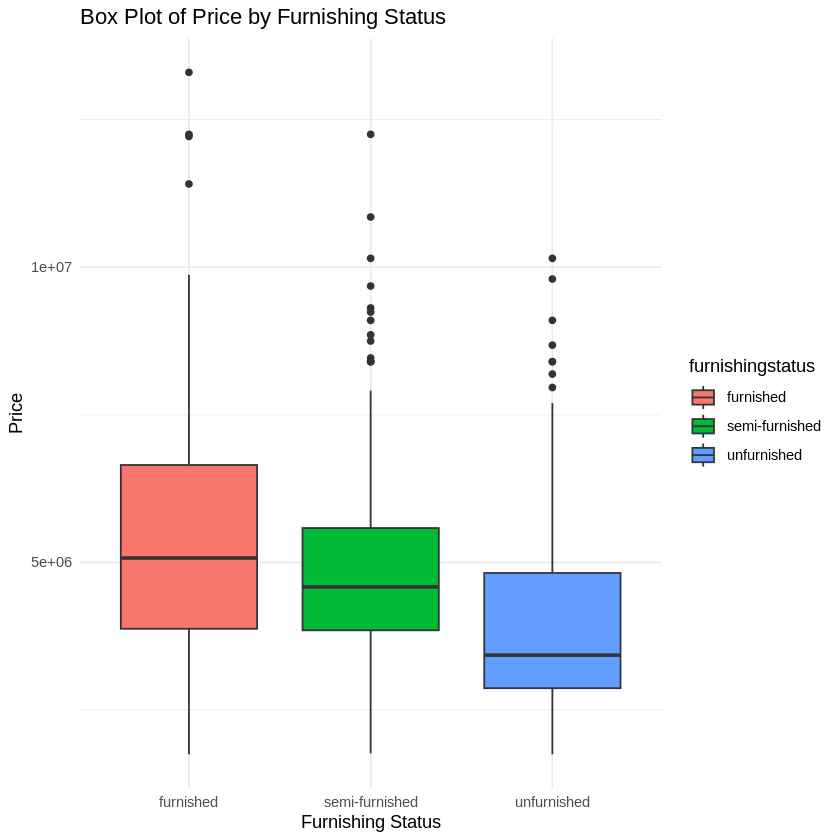 Box Plot of Price by Furnishing Status
1e+07
5e+06
Price
furnished
semi-furnished
unfurnished
Furnishing Status
furnishingstatus
furnished
semi-furnished
unfurnished